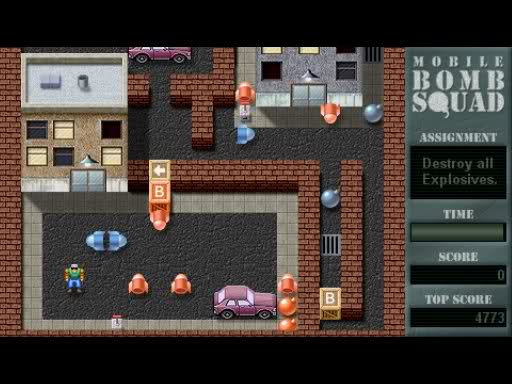 MOBILE
BOMB
SQUAD
ASSIGNMENT
Destroy all
Explosives.
TIME
SCORE
0
TOP SCORE
4773
B
B